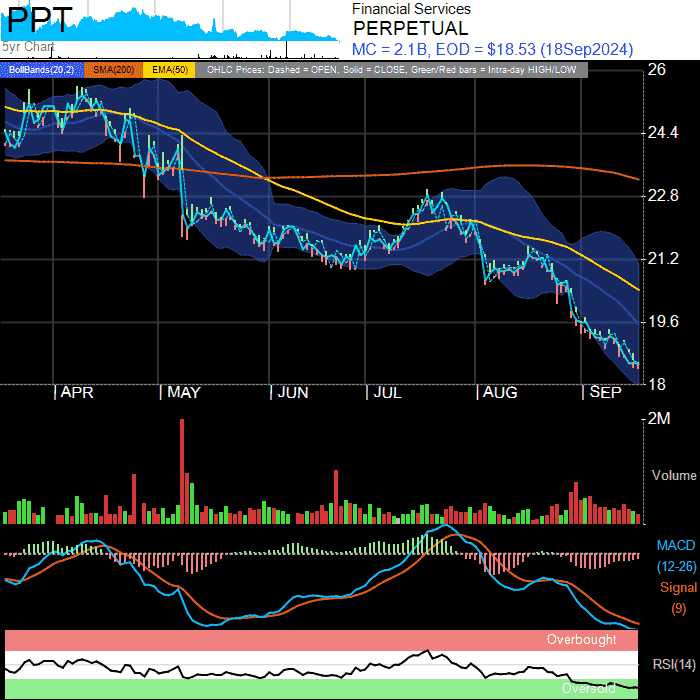 PPT
5yr Chart
Financial Services
PERPETUAL
MC = 2.1B, EOD = $18.53 (18Sep2024)
BollBands(20,2) SMA(200) EMA(50) OHLC Prices: Dashed = OPEN, Solid = CLOSE, Green/Red bars = Intra-day HIGH/LOW
26
24.4
22.8
21.2
19.6
18
APR MAY JUN JUL AUG SEP
2M
Volume
MACD
(12-26)
Signal
(9)
Overbought
RSI(14)
Oversold